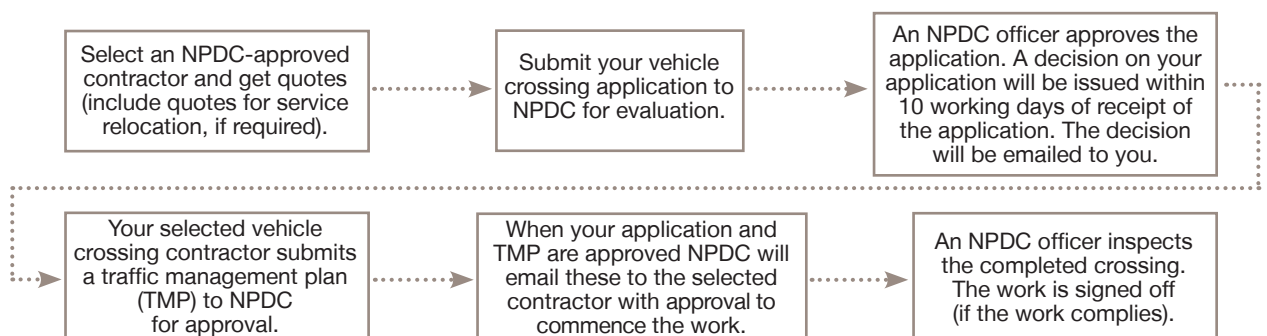 Select an NPDC-approved
contractor and get quotes
(include quotes for service
relocation, if required).
Submit your vehicle
crossing application to
NPDC for evaluation.
An NPDC officer approves the
application. A decision on your
application will be issued within
10 working days of receipt of
the application. The decision
will be emailed to you.
Your selected vehicle
crossing contractor submits
a traffic management plan
(TMP) to NPDC
for approval.
When your application and
TMP are approved NPDC will
email these to the selected
contractor with approval to
commence the work.
An NPDC officer inspects
the completed crossing.
The work is signed off
(if the work complies).